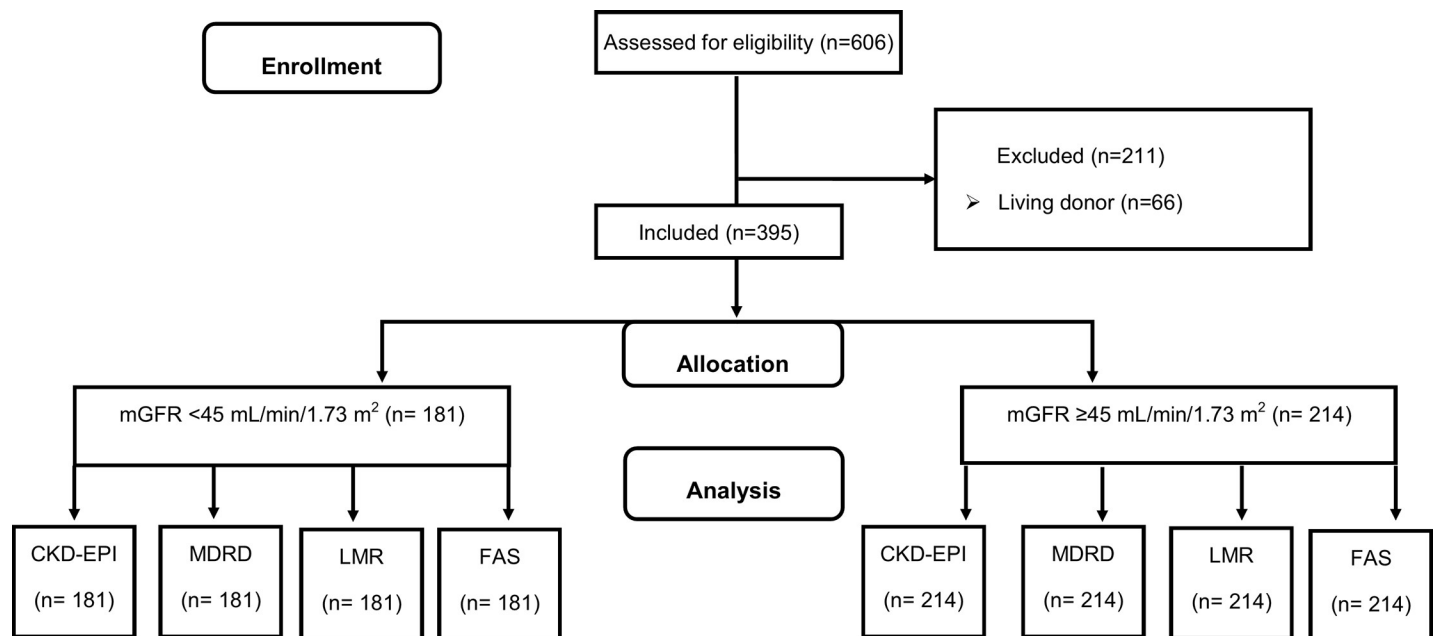 Assessed for eligibility (n=606)
Enrollment
Excluded (n=211)
➢ Living donor (n=66)
Included (n=395)
Allocation
mGFR <45 mL/min/1.73 m² (n= 181)
mGFR ≥45 mL/min/1.73 m² (n= 214)
Analysis
CKD-EPI
(n= 181)
MDRD
(n= 181)
LMR
(n= 181)
FAS
(n= 181)
CKD-EPI
(n= 214)
MDRD
(n= 214)
LMR
(n= 214)
FAS
(n= 214)